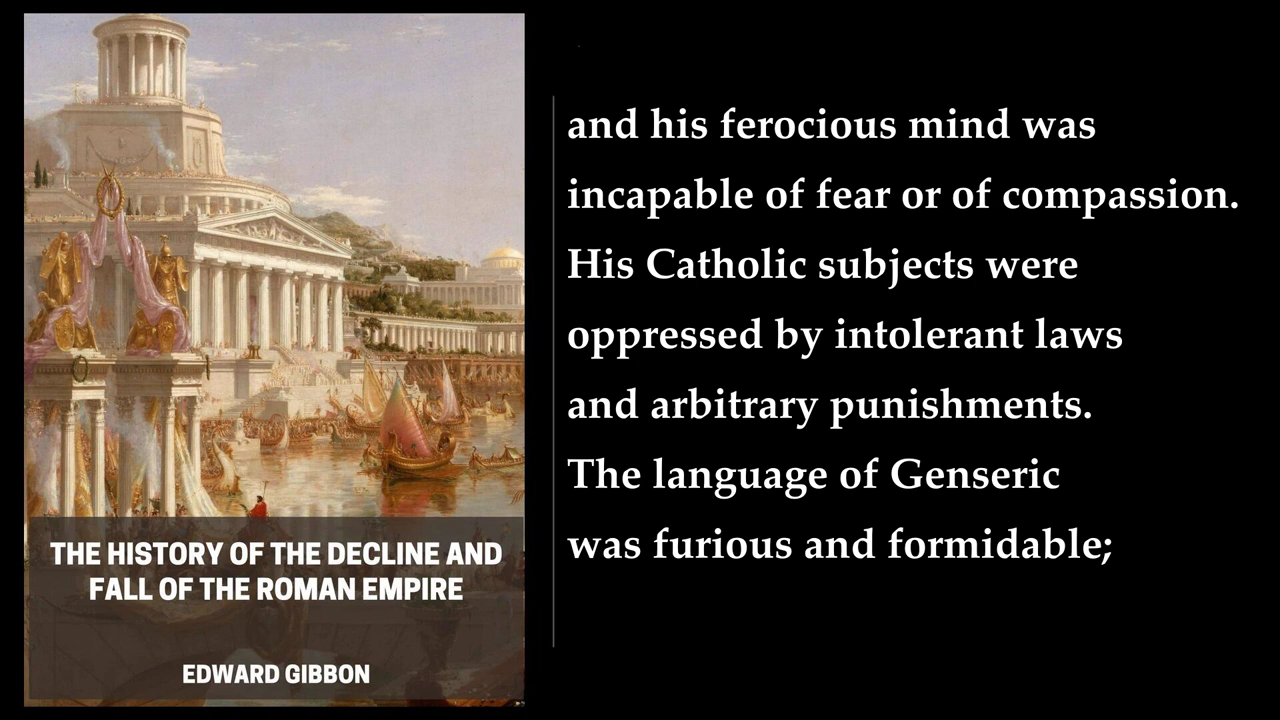 THE HISTORY OF THE DECLINE AND
FALL OF THE ROMAN EMPIRE
EDWARD GIBBON
and his ferocious mind was
incapable of fear or of compassion.
His Catholic subjects were
oppressed by intolerant laws
and arbitrary punishments.
The language of Genseric
was furious and formidable;